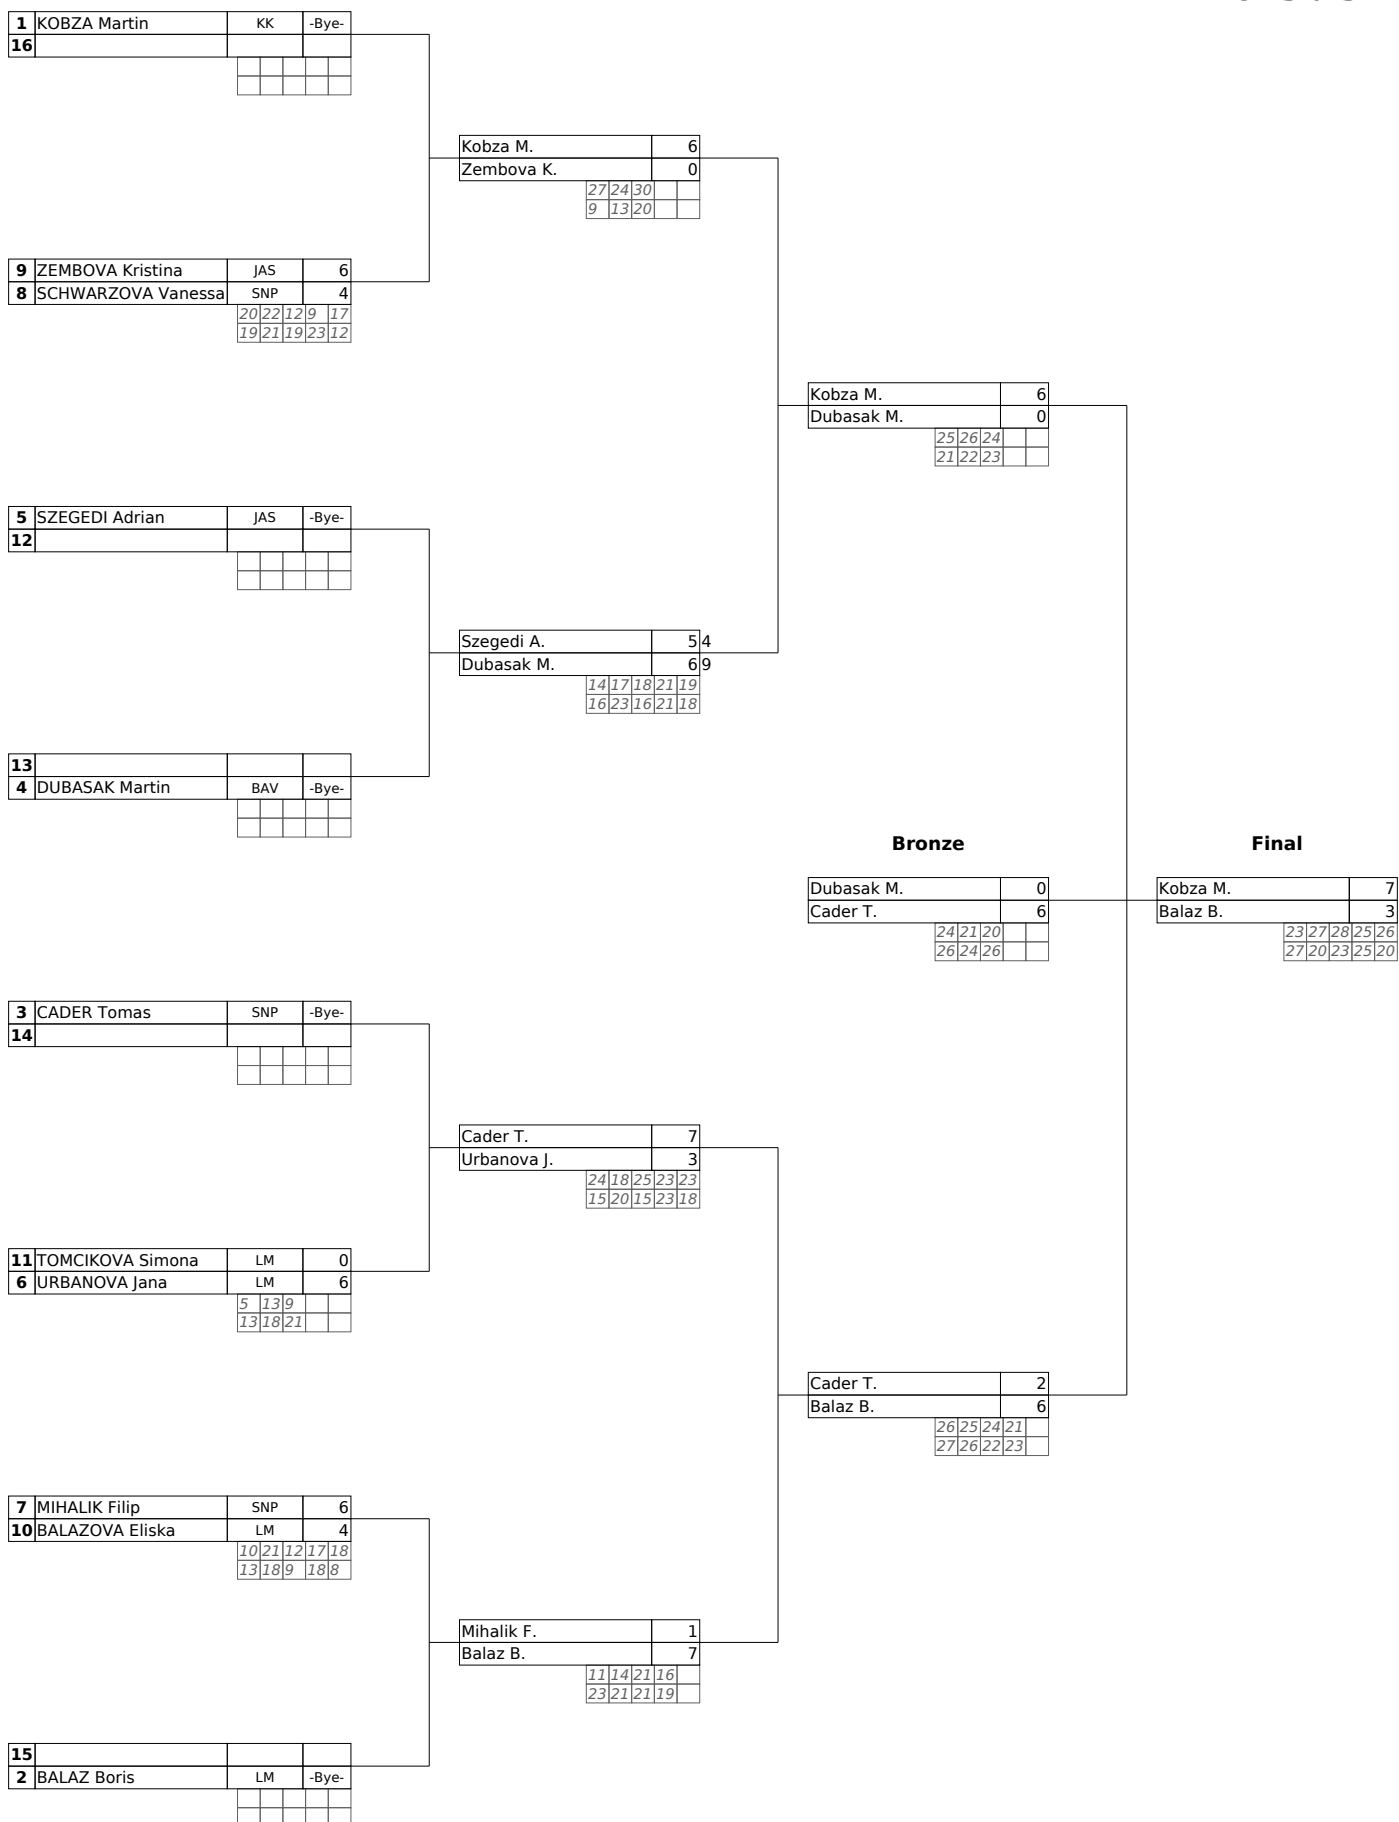 1 KOBZA Martin KK -Bye-
16
Kobza M. 6
Zembova K. 0
27 24 30
9 13 20
9 ZEMBOVA Kristina JAS 6
8 SCHWARZOVA Vanessa SNP 4
20 22 12 9 17
19 21 19 23 12
Kobza M. 6
Dubasak M. 0
25 26 24
21 22 23
5 SZEGEDI Adrian JAS -Bye-
12
Szegedi A. 5 4
Dubasak M. 6 9
14 17 18 21 19
16 23 16 21 18
13
4 DUBASAK Martin BAV -Bye-
Bronze Final
Dubasak M. 0 Kobza M. 7
Cader T. 6 Balaz B. 3
24 21 20 23 27 28 25 26
26 24 26 27 20 23 25 20
3 CADER Tomas SNP -Bye-
14
Cader T. 7
Urbanova J. 3
24 18 25 23 23
15 20 15 23 18
11 TOMCIKOVA Simona LM 0
6 URBANOVA Jana LM 6
5 13 9
13 18 21
Cader T. 2
Balaz B. 6
26 25 24 21
27 26 22 23
7 MIHALIK Filip SNP 6
10 BALAZOVA Eliska LM 4
10 21 12 17 18
13 18 9 18 8
Mihalik F. 1
Balaz B. 7
11 14 21 16
23 21 21 19
15
2 BALAZ Boris LM -Bye-